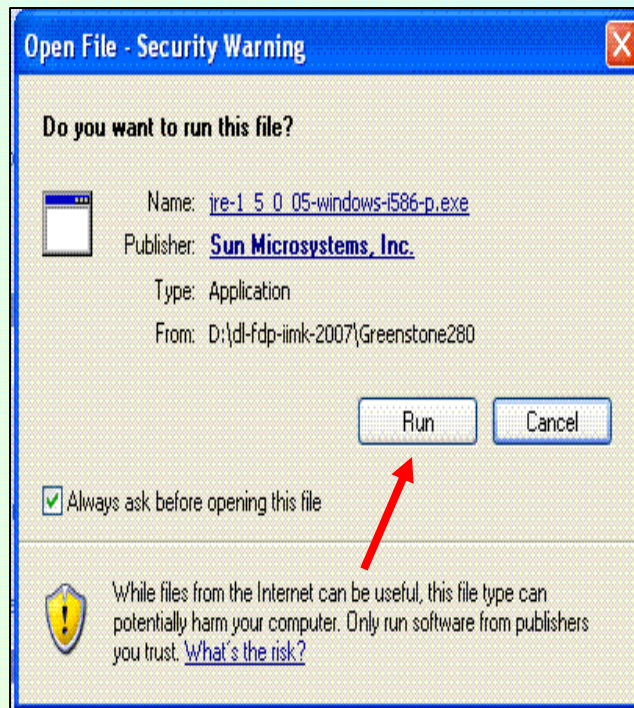 Open File - Security Warning
Do you want to run this file?
Name: jre-1_5_0_05-windows-i586-p.exe
Publisher: Sun Microsystems, Inc.
Type: Application
From: D:\dl-fdp-iimk-2007\Greenstone280
Run Cancel
Always ask before opening this file
While files from the Internet can be useful, this file type can
potentially harm your computer. Only run software from publishers
you trust. What's the risk?